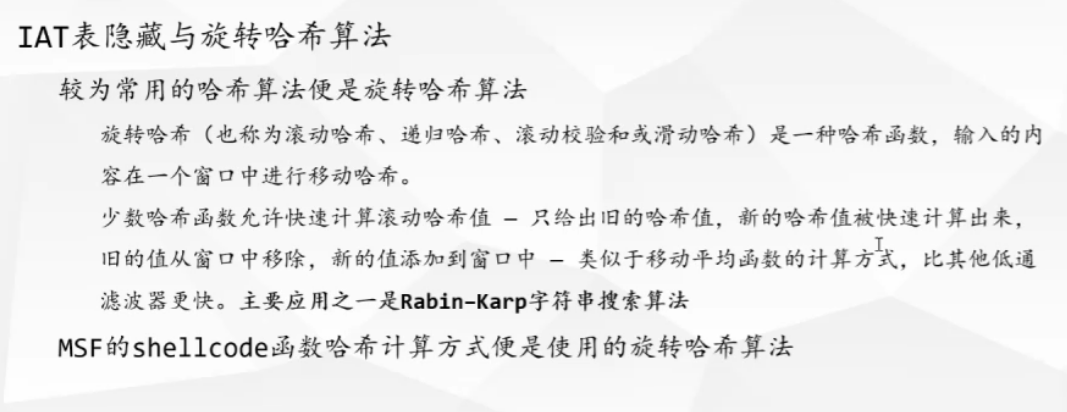 IAT表隐藏与旋转哈希算法
较为常用的哈希算法便是旋转哈希算法
旋转哈希（也称为滚动哈希、递归哈希、滚动校验和或滑动哈希）是一种哈希函数，输入的内
容在一个窗口中进行移动哈希。
少数哈希函数允许快速计算滚动哈希值 – 只给出旧的哈希值，新的哈希值被快速计算出来，
旧的值从窗口中移除，新的值添加到窗口中 – 类似于移动平均函数的计算方式，比其他低通
滤波器更快。主要应用之一是Rabin-Karp字符串搜索算法
MSF的shellcode函数哈希计算方式便是使用的旋转哈希算法